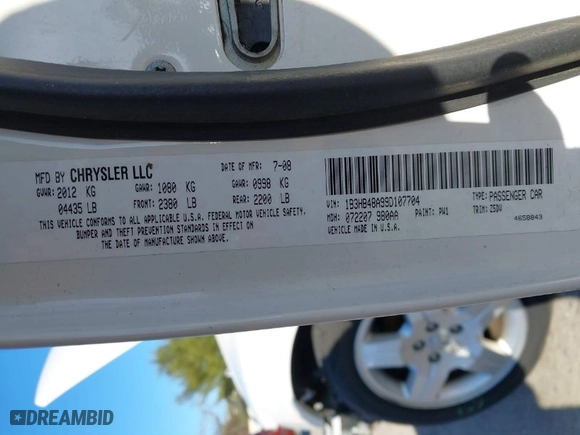 MFD BY CHRYSLER LLC DATE OF MFR: 7-08
GVWR: 2012 KG GAWR: 1080 KG GAWR: 0998 KG
04435 LB FRONT: 2380 LB REAR: 2200 LB
THIS VEHICLE CONFORMS TO ALL APPLICABLE U.S.A. FEDERAL MOTOR VEHICLE SAFETY,
BUMPER AND THEFT PREVENTION STANDARDS IN EFFECT ON
THE DATE OF MANUFACTURE SHOWN ABOVE.
VIN: 1B3HB48A99D107704 TYPE: PASSENGER CAR
MDH: 072207 980AA PAINT: PW1 TRIM: Z5DV
VEHICLE MADE IN U.S.A. 4658843
DREAMBID